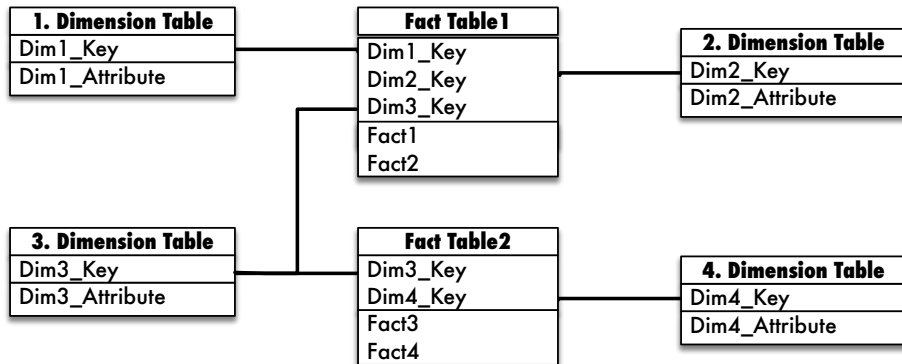 1. Dimension Table
Dim1_Key
Dim1_Attribute
Fact Table1
Dim1_Key
Dim2_Key
Dim3_Key
Fact1
Fact2
2. Dimension Table
Dim2_Key
Dim2_Attribute
3. Dimension Table
Dim3_Key
Dim3_Attribute
Fact Table2
Dim3_Key
Dim4_Key
Fact3
Fact4
4. Dimension Table
Dim4_Key
Dim4_Attribute